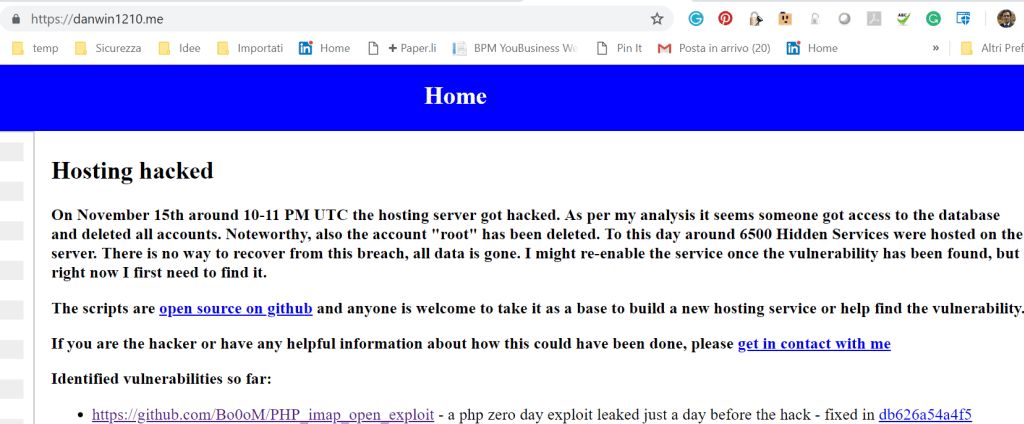 https://danwin1210.me
temp Sicurezza Idee Importati Home + Paper.li BPM YouBusiness We Pin It Posta in arrivo (20) Home » Altri Pref
Home
Hosting hacked
On November 15th around 10-11 PM UTC the hosting server got hacked. As per my analysis it seems someone got access to the database
and deleted all accounts. Noteworthy, also the account "root" has been deleted. To this day around 6500 Hidden Services were hosted on the
server. There is no way to recover from this breach, all data is gone. I might re-enable the service once the vulnerability has been found, but
right now I first need to find it.
The scripts are open source on github and anyone is welcome to take it as a base to build a new hosting service or help find the vulnerability.
If you are the hacker or have any helpful information about how this could have been done, please get in contact with me
Identified vulnerabilities so far:
• https://github.com/Bo0oM/PHP_imap_open_exploit - a php zero day exploit leaked just a day before the hack - fixed in db626a54a4f5